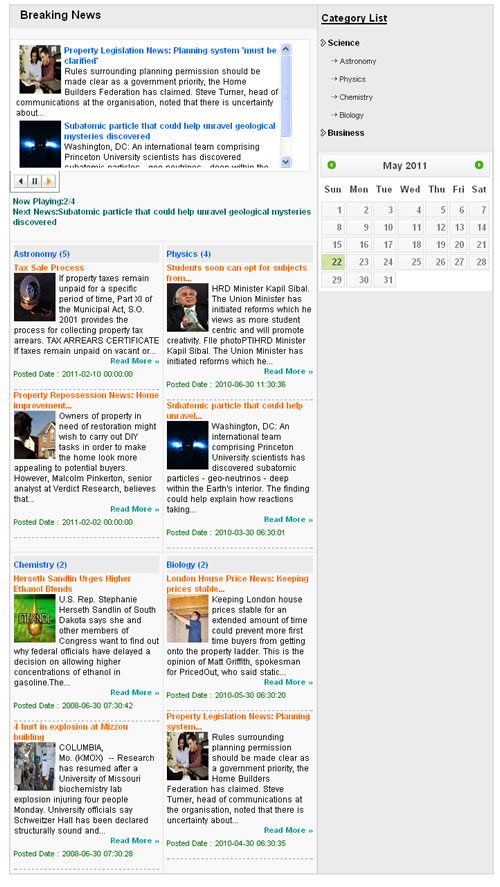 Breaking News
Property Legislation News: Planning system 'must be
clarified'
Rules surrounding planning permission should be
made clear as a government priority, the Home
Builders Federation has claimed. Steve Turner, head of
communications at the organisation, noted that there is uncertainty
about...
Subatomic particle that could help unravel geological
mysteries discovered
Washington, DC: An international team comprising
Princeton University scientists has discovered
subatomic particles - geo-neutrinos - deep within the
Now Playing:2/4
Next News:Subatomic particle that could help unravel geological mysteries
discovered
Astronomy (5)
Tax Sale Process
If property taxes remain
unpaid for a specific
period of time, Part XI of
the Municipal Act, S.O.
2001 provides the
process for collecting property tax
arrears. TAX ARREARS CERTIFICATE
If taxes remain unpaid on vacant or...
Read More »
Posted Date : 2011-02-10 00:00:00
Property Repossession News: Home
improvement...
Owners of property in
need of restoration might
wish to carry out DIY
tasks in order to make
the home look more
appealing to potential buyers.
However, Malcolm Pinkerton, senior
analyst at Verdict Research, believes
that...
Read More »
Posted Date : 2011-02-02 00:00:00
Physics (4)
Students soon can opt for subjects
from...
HRD Minister Kapil Sibal.
The Union Minister has
initiated reforms which he
views as more student
centric and will promote
creativity. File photoPTIHRD Minister
Kapil Sibal. The Union Minister has
initiated reforms which he...
Read More »
Posted Date : 2010-06-30 11:30:36
Subatomic particle that could help
unravel...
Washington, DC: An
international team
comprising Princeton
University scientists has
discovered subatomic
particles - geo-neutrinos - deep
within the Earth's interior. The finding
could help explain how reactions
taking...
Read More »
Posted Date : 2010-03-30 06:30:01
Chemistry (2)
Herseth Sandlin Urges Higher
Ethanol Blends
ETHANOL
U.S. Rep. Stephanie
Herseth Sandlin of South
Dakota says she and
other members of
Congress want to find out
why federal officials have delayed a
decision on allowing higher
concentrations of ethanol in
gasoline.The...
Read More »
Posted Date : 2008-06-30 07:30:42
4 hurt in explosion at Mizzou
building
COLUMBIA,
Mo. (KMOX) -- Research
has resumed after a
University of Missouri
biochemistry lab
explosion injuring four people
Monday. University officials say
Schweitzer Hall has been declared
structurally sound and...
Read More »
Posted Date : 2008-06-30 07:30:28
Biology (2)
London House Price News: Keeping
prices stable...
Keeping London house
prices stable for an
extended amount of time
could prevent more first
time buyers from getting
onto the property ladder. This is the
opinion of Matt Griffith, spokesman
for PricedOut, who said static...
Read More »
Posted Date : 2010-05-30 06:30:20
Property Legislation News: Planning
system...
Rules surrounding
planning permission
should be made clear as
a government priority,
the Home Builders
Federation has claimed. Steve
Turner, head of communications at
the organisation, noted that there is
uncertainty about...
Read More »
Posted Date : 2010-04-30 06:30:35
Category List
Science
Astronomy
Physics
Chemistry
Biology
Business
May 2011
Sun Mon Tue Wed Thu Fri Sat
1 2 3 4 5 6 7
8 9 10 11 12 13 14
15 16 17 18 19 20 21
22 23 24 25 26 27 28
29 30 31